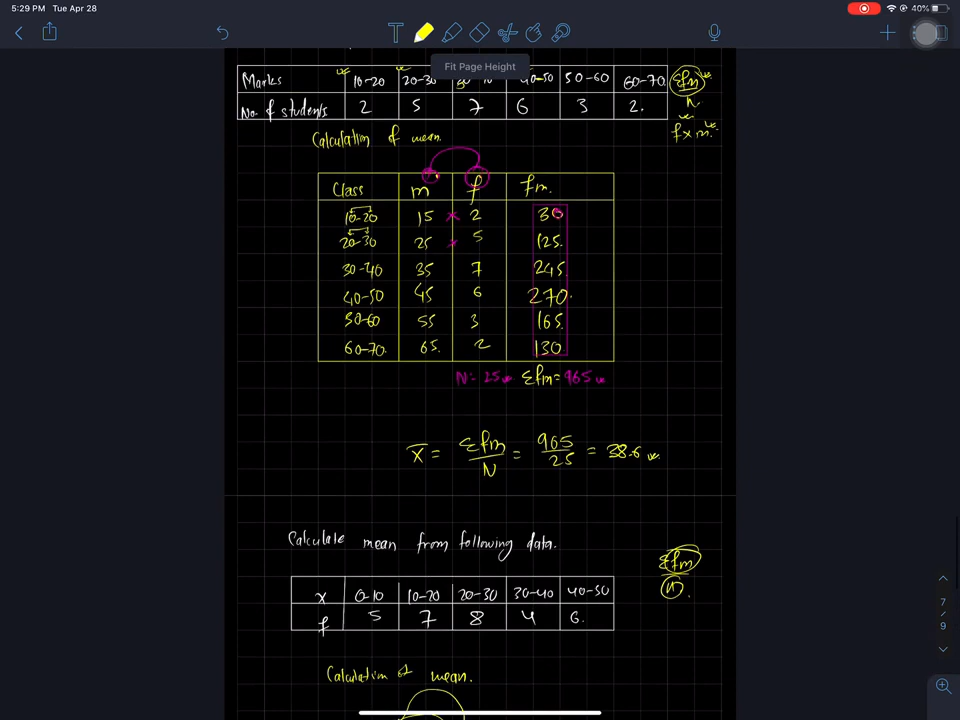 5:29 PM Tue Apr 28
40%
Fit Page Height
Marks 10-20 20-30 40-50 50-60 60-70 Σfm
No. of students 2 5 7 6 3 2. n.
f x m.
Calculation of mean.
Class m f fm.
10-20 15 x 2 30
20-30 25 x 5 125.
30-40 35 7 245.
40-50 45 6 270.
50-60 55 3 165.
60-70. 65. 2 130
N = 25 Σfm = 965
x̄ = Σfm/N = 965/25 = 38.6
Calculate mean from following data.
Σfm
n.
x 0-10 10-20 20-30 30-40 40-50
f 5 7 8 4 6.
7
/
9
Calculation of mean.